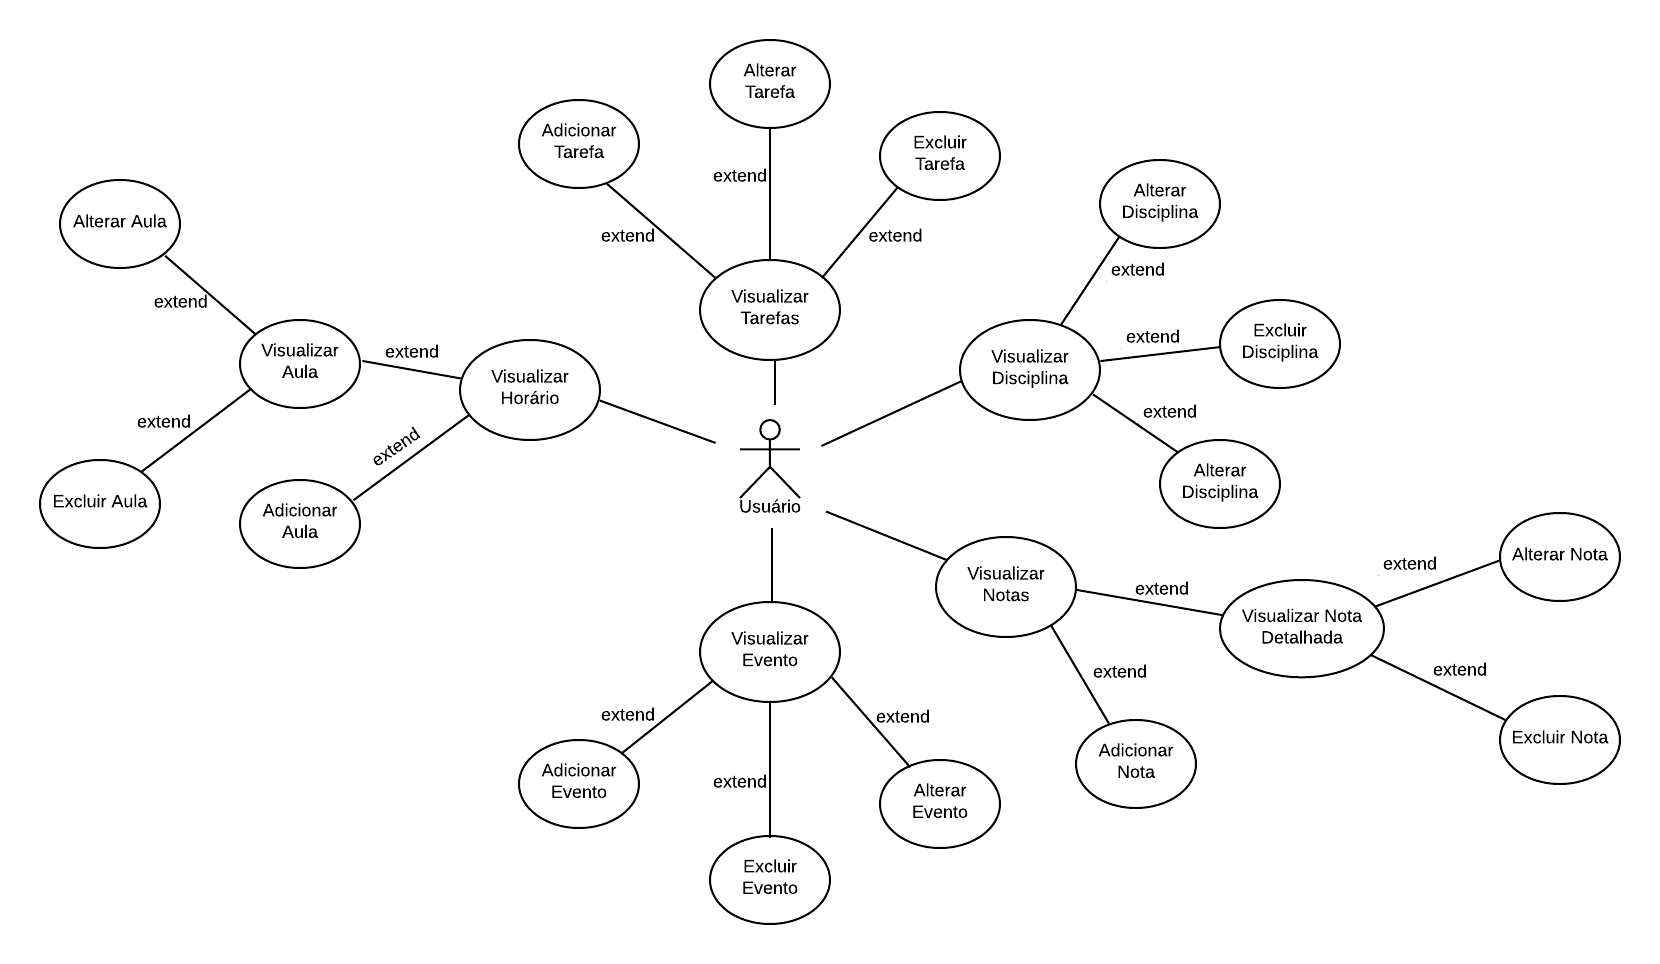 Alterar
Tarefa
Adicionar
Tarefa
Excluir
Tarefa
extend
extend
extend
Visualizar
Tarefas
Alterar Aula
extend
Visualizar
Aula
extend
Visualizar
Horário
extend
extend
Excluir Aula
Adicionar
Aula
Alterar
Disciplina
extend
Visualizar
Disciplina
extend
Excluir
Disciplina
extend
Alterar
Disciplina
Usuário
Visualizar
Notas
extend
Visualizar Nota
Detalhada
extend
Alterar Nota
extend
Excluir Nota
extend
Adicionar
Nota
Visualizar
Evento
extend
extend
extend
Adicionar
Evento
Alterar
Evento
Excluir
Evento